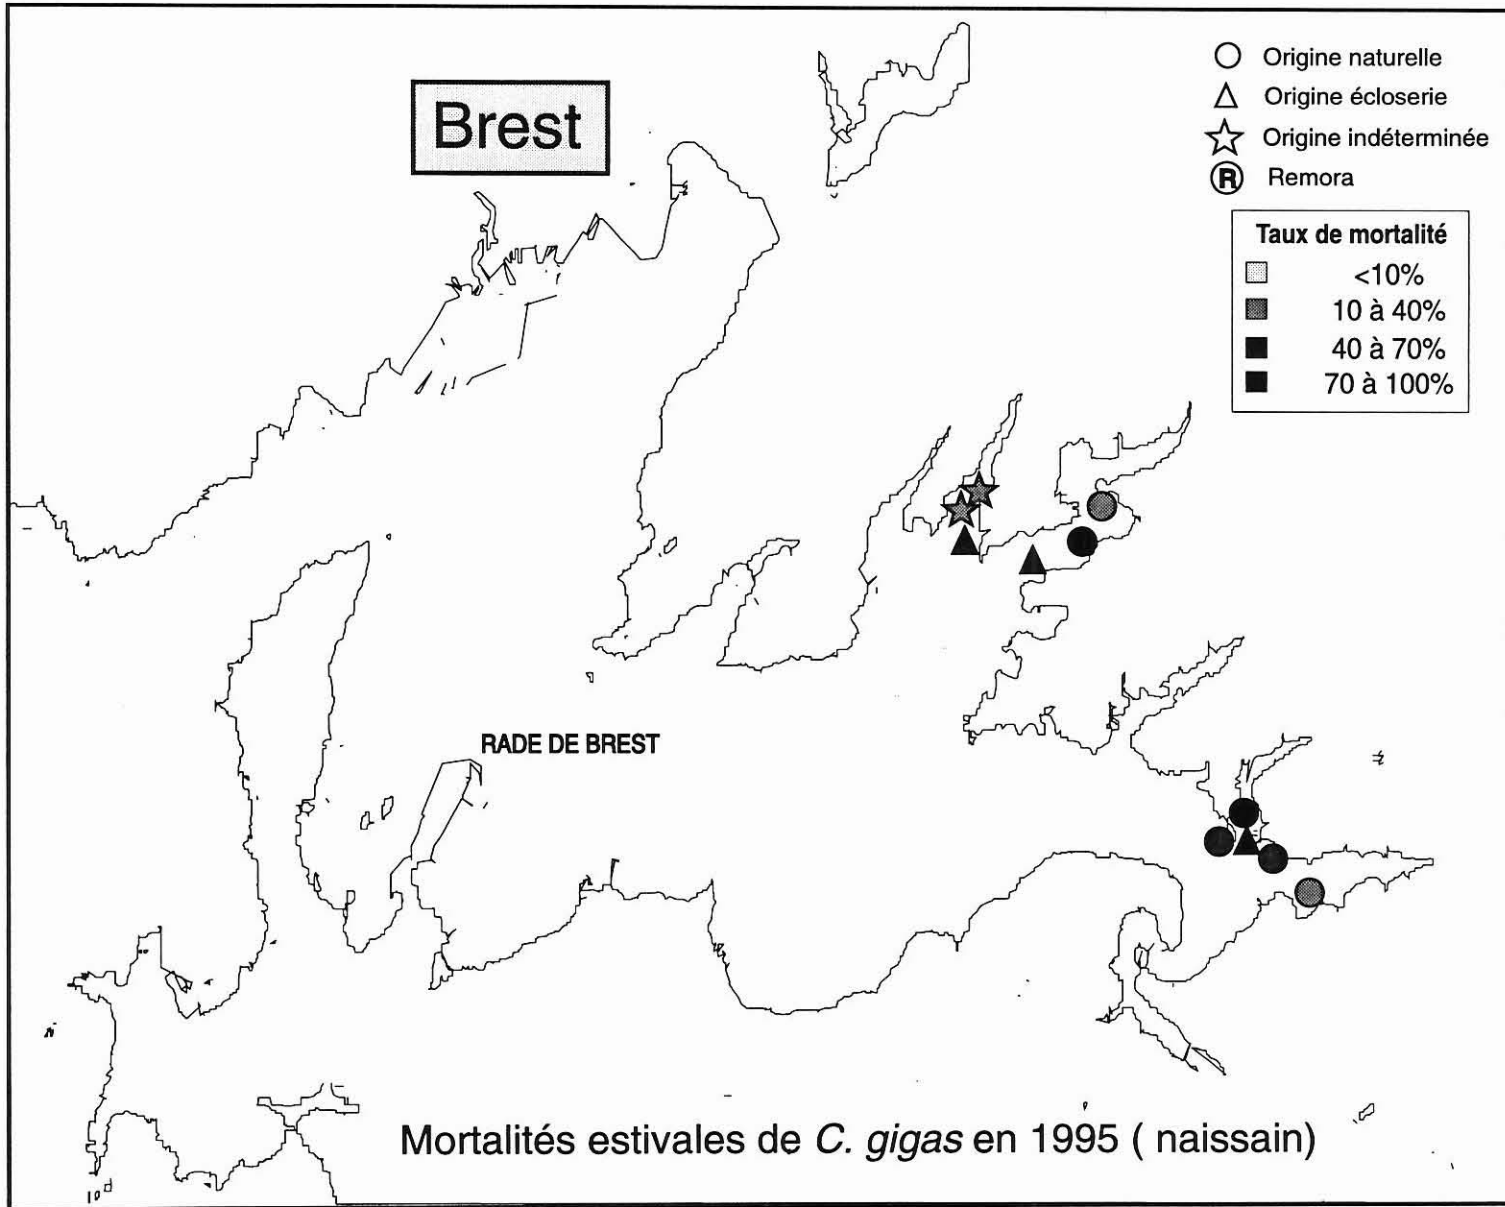 Brest
Origine naturelle
Origine écloserie
Origine indéterminée
R Remora
Taux de mortalité
<10%
10 à 40%
40 à 70%
70 à 100%
RADE DE BREST
Mortalités estivales de C. gigas en 1995 ( naissain)